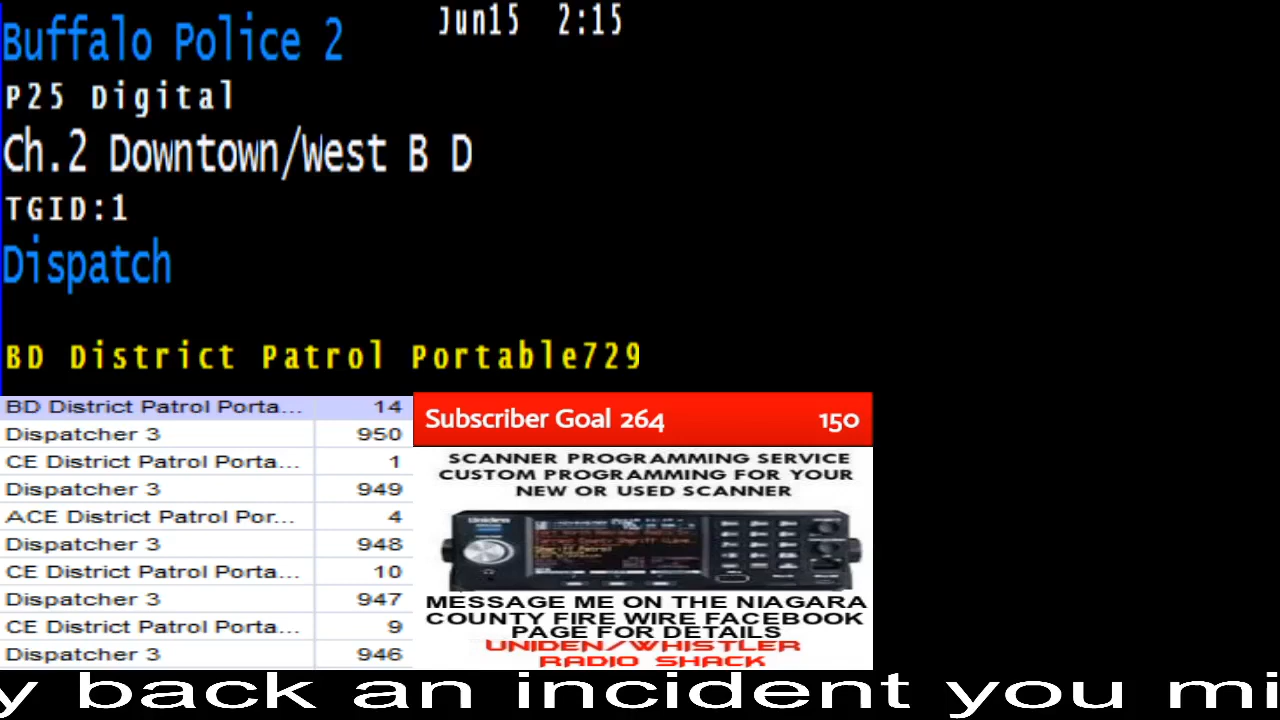 Buffalo Police 2
Jun15 2:15
P25 Digital
Ch.2 Downtown/West B D
TGID:1
Dispatch
BD District Patrol Portable729
BD District Patrol Porta... 14
Dispatcher 3 950
CE District Patrol Porta... 1
Dispatcher 3 949
ACE District Patrol Por... 4
Dispatcher 3 948
CE District Patrol Porta... 10
Dispatcher 3 947
CE District Patrol Porta... 9
Dispatcher 3 946
Subscriber Goal 264 150
SCANNER PROGRAMMING SERVICE
CUSTOM PROGRAMMING FOR YOUR
NEW OR USED SCANNER
Uniden
MESSAGE ME ON THE NIAGARA
COUNTY FIRE WIRE FACEBOOK
PAGE FOR DETAILS
UNIDEN/WHISTLER
RADIO SHACK
y back an incident you mi